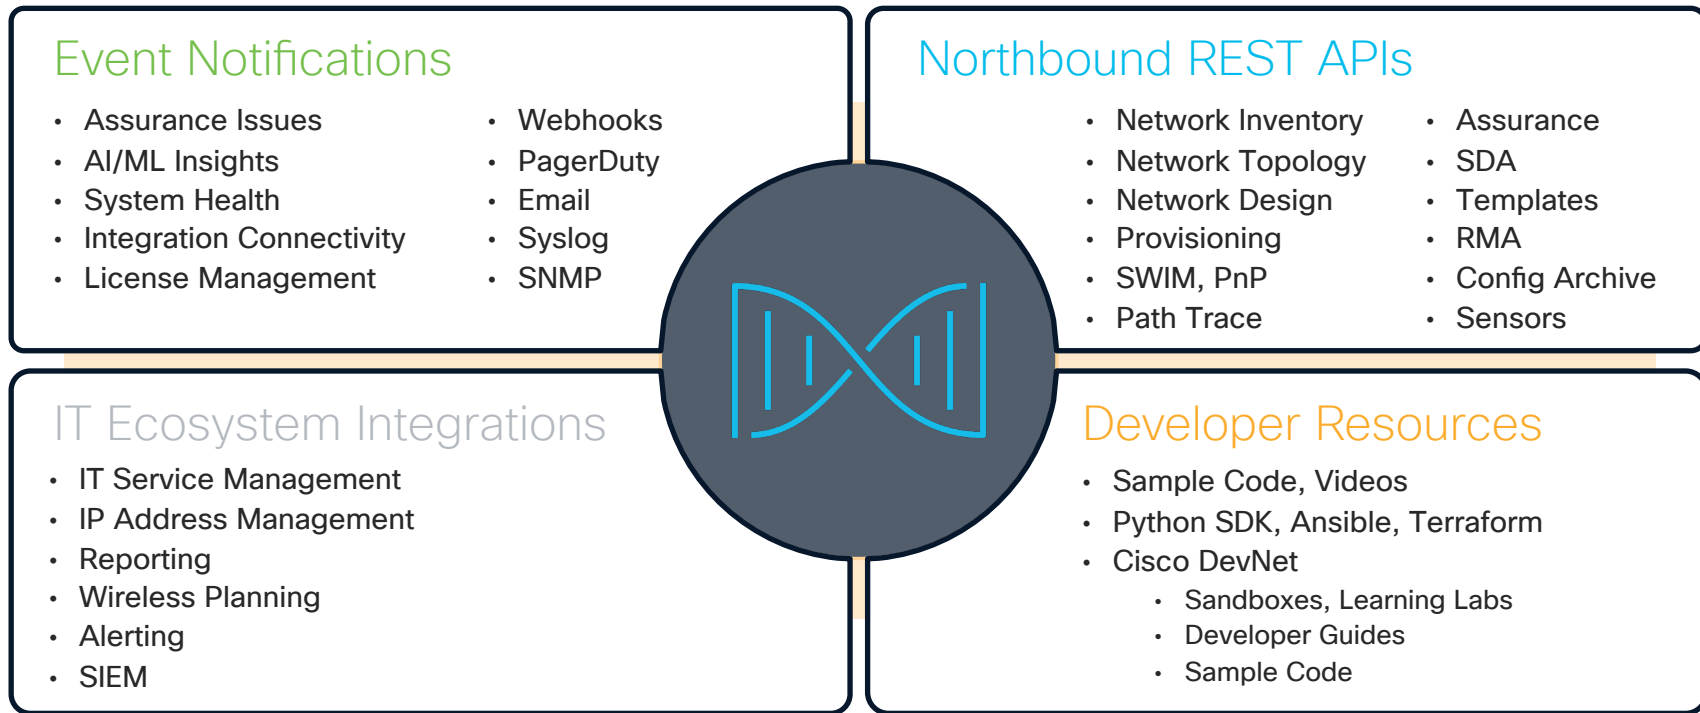 Event Notifications
• Assurance Issues
• AI/ML Insights
• System Health
• Integration Connectivity
• License Management
• Webhooks
• PagerDuty
• Email
• Syslog
• SNMP
Northbound REST APIs
• Network Inventory
• Network Topology
• Network Design
• Provisioning
• SWIM, PnP
• Path Trace
• Assurance
• SDA
• Templates
• RMA
• Config Archive
• Sensors
IT Ecosystem Integrations
• IT Service Management
• IP Address Management
• Reporting
• Wireless Planning
• Alerting
• SIEM
Developer Resources
• Sample Code, Videos
• Python SDK, Ansible, Terraform
• Cisco DevNet
• Sandboxes, Learning Labs
• Developer Guides
• Sample Code